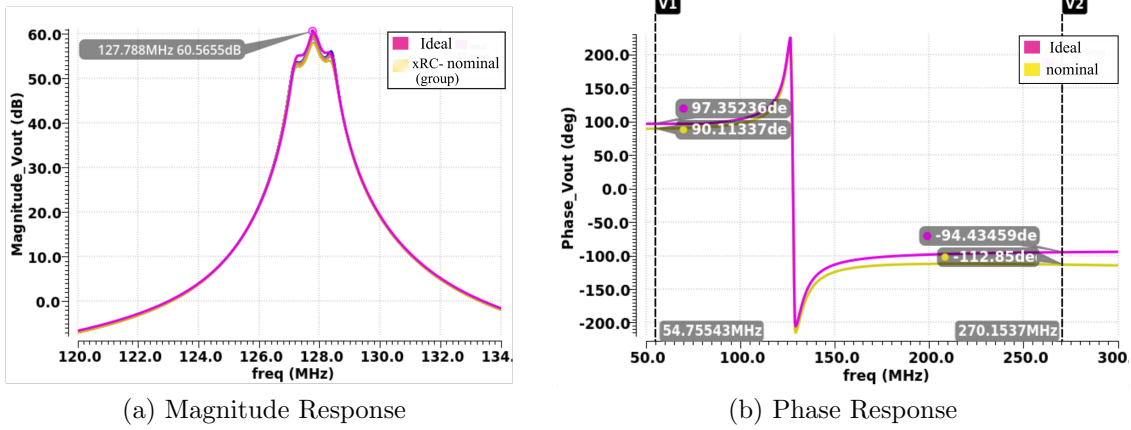 V1
V2
60.0
50.0
40.0
30.0
20.0
10.0
0.0
Magnitude_Vout (dB)
127.788MHz 60.5655dB
Ideal
xRC- nominal
(group)
120.0 122.0 124.0 126.0 128.0 130.0 132.0 134.
freq (MHz)
(a) Magnitude Response
200.0
150.0
100.0
50.0
0.0
-50.0
-100.0
-150.0
-200.0
Phase_Vout (deg)
Ideal
nominal
97.35236de
90.11337de
-94.43459de
-112.85de
54.75543MHz
270.1537MHz
50.0 100.0 150.0 200.0 250.0 300.
freq (MHz)
(b) Phase Response